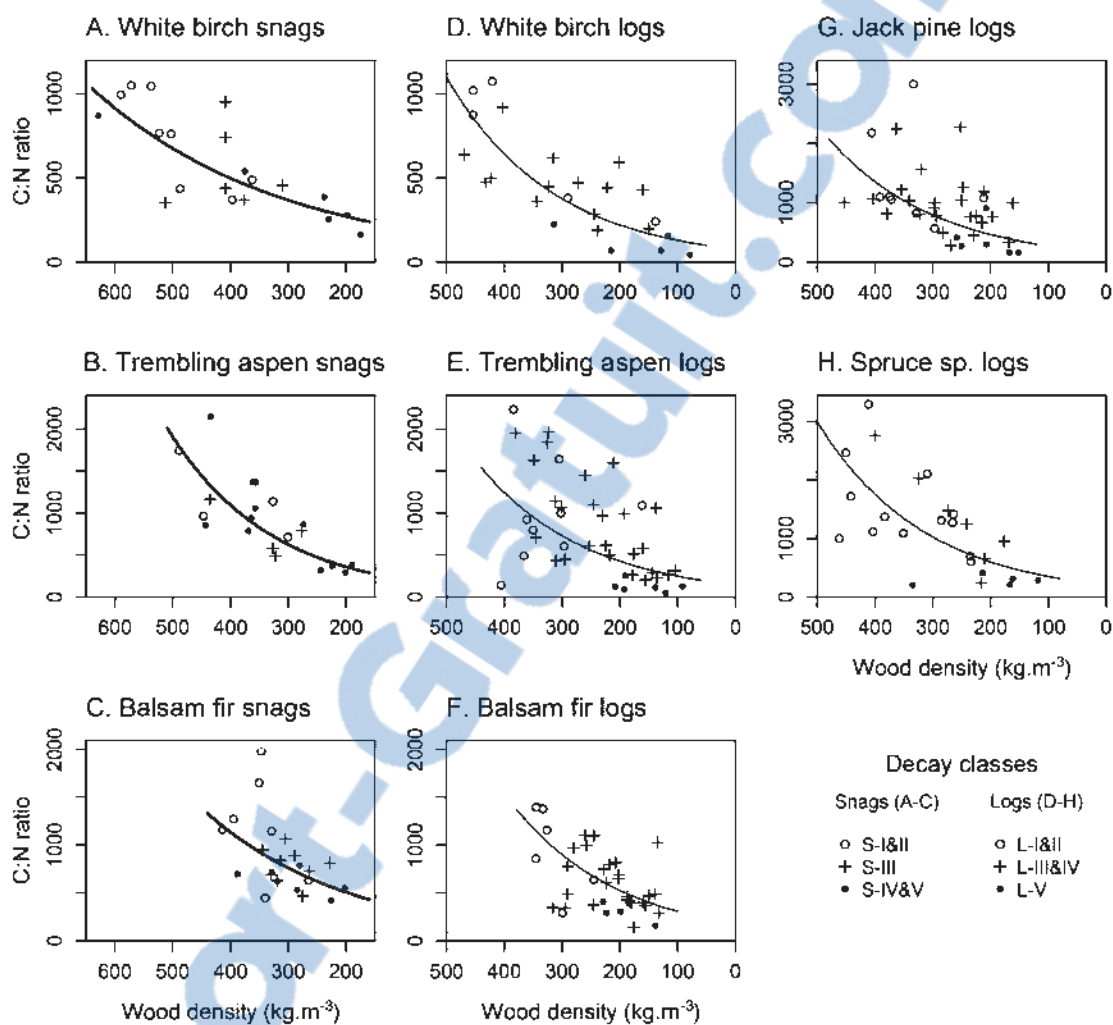 A. White birch snags
D. White birch logs
G. Jack pine logs
C:N ratio
0 500 1000
600 500 400 300 200
0 500 1000
500 400 300 200 100 0
0 1000 3000
500 400 300 200 100 0
B. Trembling aspen snags
E. Trembling aspen logs
H. Spruce sp. logs
C:N ratio
0 1000 2000
600 500 400 300 200
0 1000 2000
500 400 300 200 100 0
0 1000 3000
500 400 300 200 100 0
Wood density (kg.m-3)
C. Balsam fir snags
F. Balsam fir logs
C:N ratio
0 1000 2000
600 500 400 300 200
0 1000 2000
500 400 300 200 100 0
Wood density (kg.m-3)
Wood density (kg.m-3)
Decay classes
Snags (A-C) Logs (D-H)
S-I&II L-I&II
S-III L-III&IV
S-IV&V L-V
ort-Gratuit.co